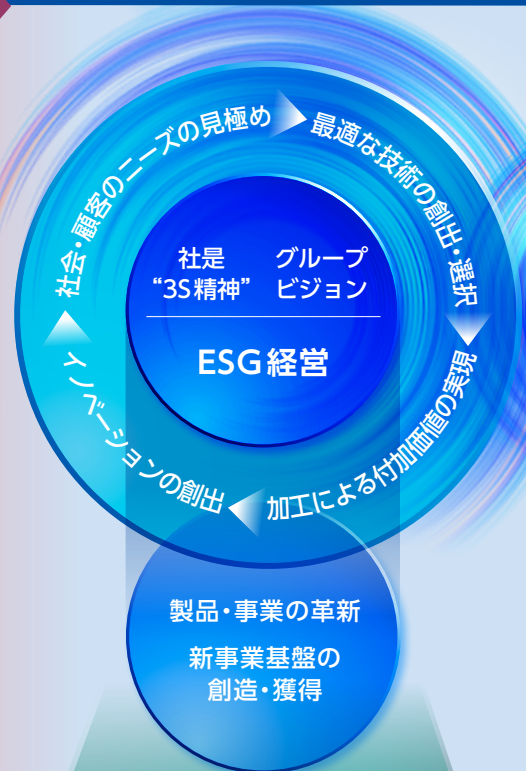 社会・顧客のニーズの見極め
最適な技術の創出・選択
加工による付加価値の実現
イノベーションの創出
社是
“3S精神”
グループ
ビジョン
ESG経営
製品・事業の革新
新事業基盤の
創造・獲得